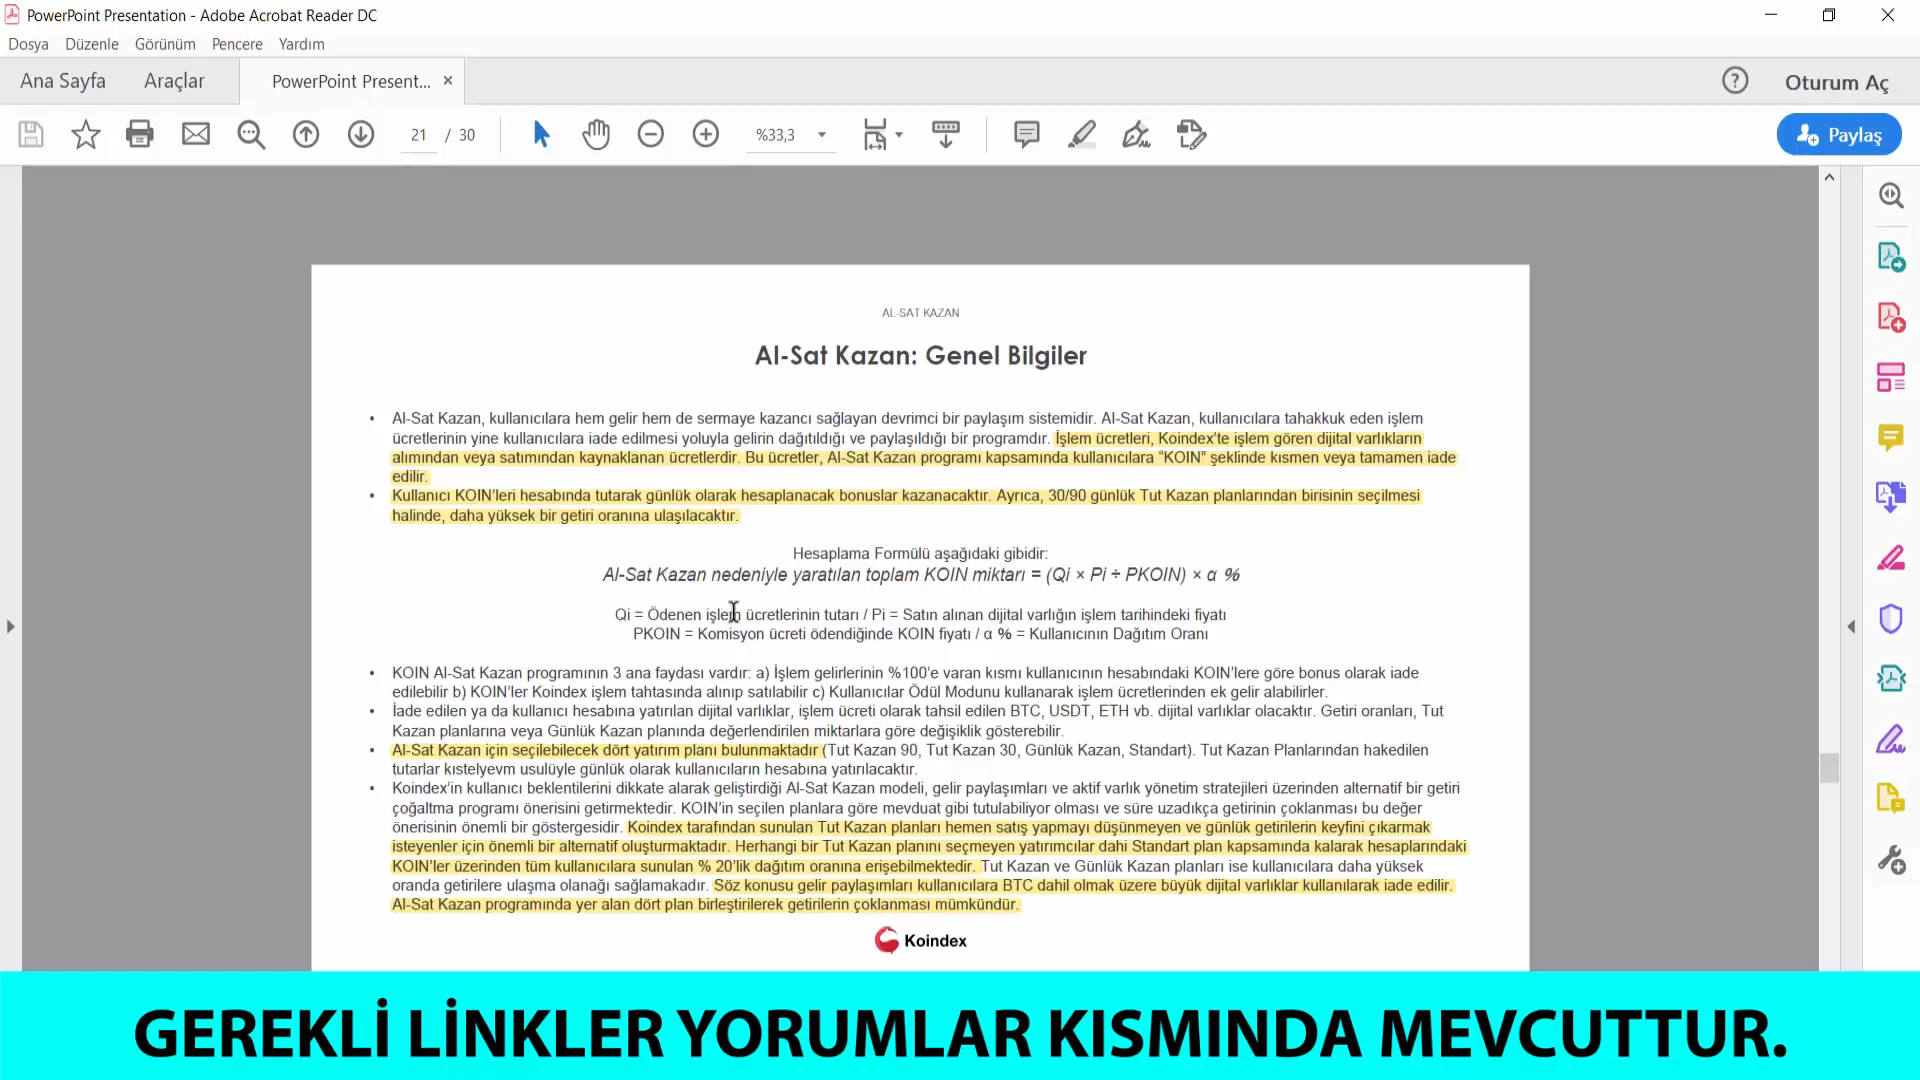 PowerPoint Presentation - Adobe Acrobat Reader DC
Dosya Düzenle Görünüm Pencere Yardım
Ana Sayfa Araçlar PowerPoint Present... × Oturum Aç
21 / 30 %33,3 Paylaş
AL-SAT KAZAN
Al-Sat Kazan: Genel Bilgiler
• Al-Sat Kazan, kullanıcılara hem gelir hem de sermaye kazancı sağlayan devrimci bir paylaşım sistemidir. Al-Sat Kazan, kullanıcılara tahakkuk eden işlem
ücretlerinin yine kullanıcılara iade edilmesi yoluyla gelirin dağıtıldığı ve paylaşıldığı bir programdır. İşlem ücretleri, Koindex'te işlem gören dijital varlıkların
alımından veya satımından kaynaklanan ücretlerdir. Bu ücretler, Al-Sat Kazan programı kapsamında kullanıcılara “KOIN” şeklinde kısmen veya tamamen iade
edilir.
• Kullanıcı KOIN'leri hesabında tutarak günlük olarak hesaplanacak bonuslar kazanacaktır. Ayrıca, 30/90 günlük Tut Kazan planlarından birisinin seçilmesi
halinde, daha yüksek bir getiri oranına ulaşılacaktır.
Hesaplama Formülü aşağıdaki gibidir:
Al-Sat Kazan nedeniyle yaratılan toplam KOIN miktarı = (Qi × Pi ÷ PKOIN) × α %
Qi = Ödenen işlem ücretlerinin tutarı / Pi = Satın alınan dijital varlığın işlem tarihindeki fiyatı
PKOIN = Komisyon ücreti ödendiğinde KOIN fiyatı / α % = Kullanıcının Dağıtım Oranı
• KOIN Al-Sat Kazan programının 3 ana faydası vardır: a) İşlem gelirlerinin %100'e varan kısmı kullanıcının hesabındaki KOIN'lere göre bonus olarak iade
edilebilir b) KOIN'ler Koindex işlem tahtasında alınıp satılabilir c) Kullanıcılar Ödül Modunu kullanarak işlem ücretlerinden ek gelir alabilirler.
• İade edilen ya da kullanıcı hesabına yatırılan dijital varlıklar, işlem ücreti olarak tahsil edilen BTC, USDT, ETH vb. dijital varlıklar olacaktır. Getiri oranları, Tut
Kazan planlarına veya Günlük Kazan planında değerlendirilen miktarlara göre değişiklik gösterebilir.
• Al-Sat Kazan için seçilebilecek dört yatırım planı bulunmaktadır (Tut Kazan 90, Tut Kazan 30, Günlük Kazan, Standart). Tut Kazan Planlarından hakedilen
tutarlar kıstelyevm usulüyle günlük olarak kullanıcıların hesabına yatırılacaktır.
• Koindex'in kullanıcı beklentilerini dikkate alarak geliştirdiği Al-Sat Kazan modeli, gelir paylaşımları ve aktif varlık yönetim stratejileri üzerinden alternatif bir getiri
çoğaltma programı önerisini getirmektedir. KOIN'in seçilen planlara göre mevduat gibi tutulabiliyor olması ve süre uzadıkça getirinin çoklanması bu değer
önerisinin önemli bir göstergesidir. Koindex tarafından sunulan Tut Kazan planları hemen satış yapmayı düşünmeyen ve günlük getirilerin keyfini çıkarmak
isteyenler için önemli bir alternatif oluşturmaktadır. Herhangi bir Tut Kazan planını seçmeyen yatırımcılar dahi Standart plan kapsamında kalarak hesaplarındaki
KOIN'ler üzerinden tüm kullanıcılara sunulan % 20'lik dağıtım oranına erişebilmektedir. Tut Kazan ve Günlük Kazan planları ise kullanıcılara daha yüksek
oranda getirilere ulaşma olanağı sağlamakadır. Söz konusu gelir paylaşımları kullanıcılara BTC dahil olmak üzere büyük dijital varlıklar kullanılarak iade edilir.
Al-Sat Kazan programında yer alan dört plan birleştirilerek getirilerin çoklanması mümkündür.
Koindex
GEREKLİ LİNKLER YORUMLAR KISMINDA MEVCUTTUR.